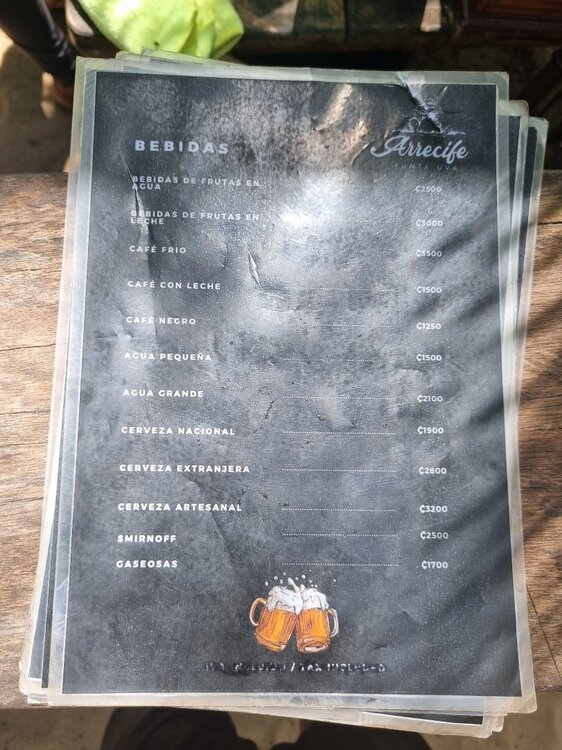 Arrecife
PUNTA UVA
BEBIDAS
BEBIDAS DE FRUTAS EN AGUA ₡2500
BEBIDAS DE FRUTAS EN LECHE ₡3000
CAFÉ FRIO ₡3500
CAFÉ CON LECHE ₡1500
CAFÉ NEGRO ₡1250
AGUA PEQUEÑA ₡1500
AGUA GRANDE ₡2100
CERVEZA NACIONAL ₡1900
CERVEZA EXTRANJERA ₡2800
CERVEZA ARTESANAL ₡3200
SMIRNOFF ₡2500
GASEOSAS ₡1700
/ TAX INCLUDED